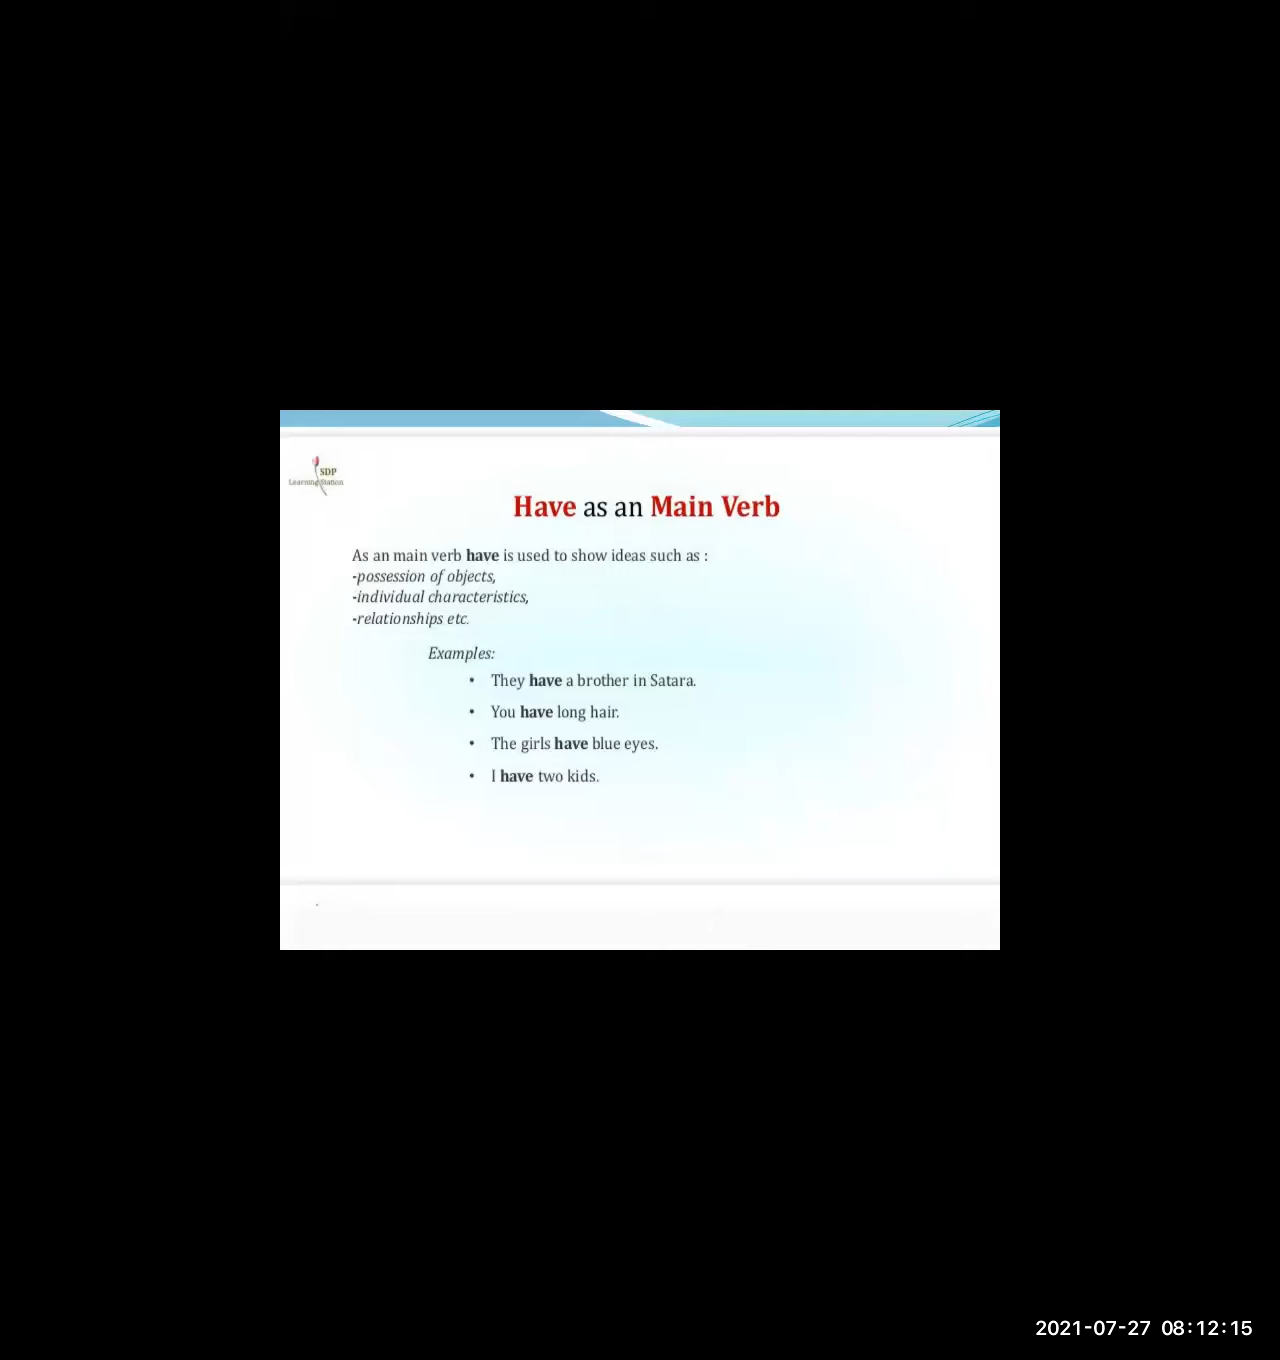 SDP
Learning Station
Have as an Main Verb
As an main verb have is used to show ideas such as :
-possession of objects,
-individual characteristics,
-relationships etc.
Examples:
• They have a brother in Satara.
• You have long hair.
• The girls have blue eyes.
• I have two kids.
2021-07-27 08:12:15